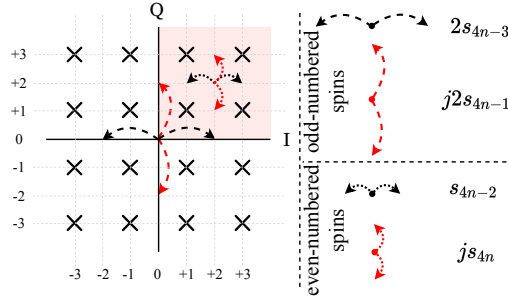 Q
+3
+2
+1
0
-1
-2
-3
I
-3
-2
-1
0
+1
+2
+3
odd-numbered
spins
2s_{4n-3}
j2s_{4n-1}
even-numbered
spins
s_{4n-2}
js_{4n}